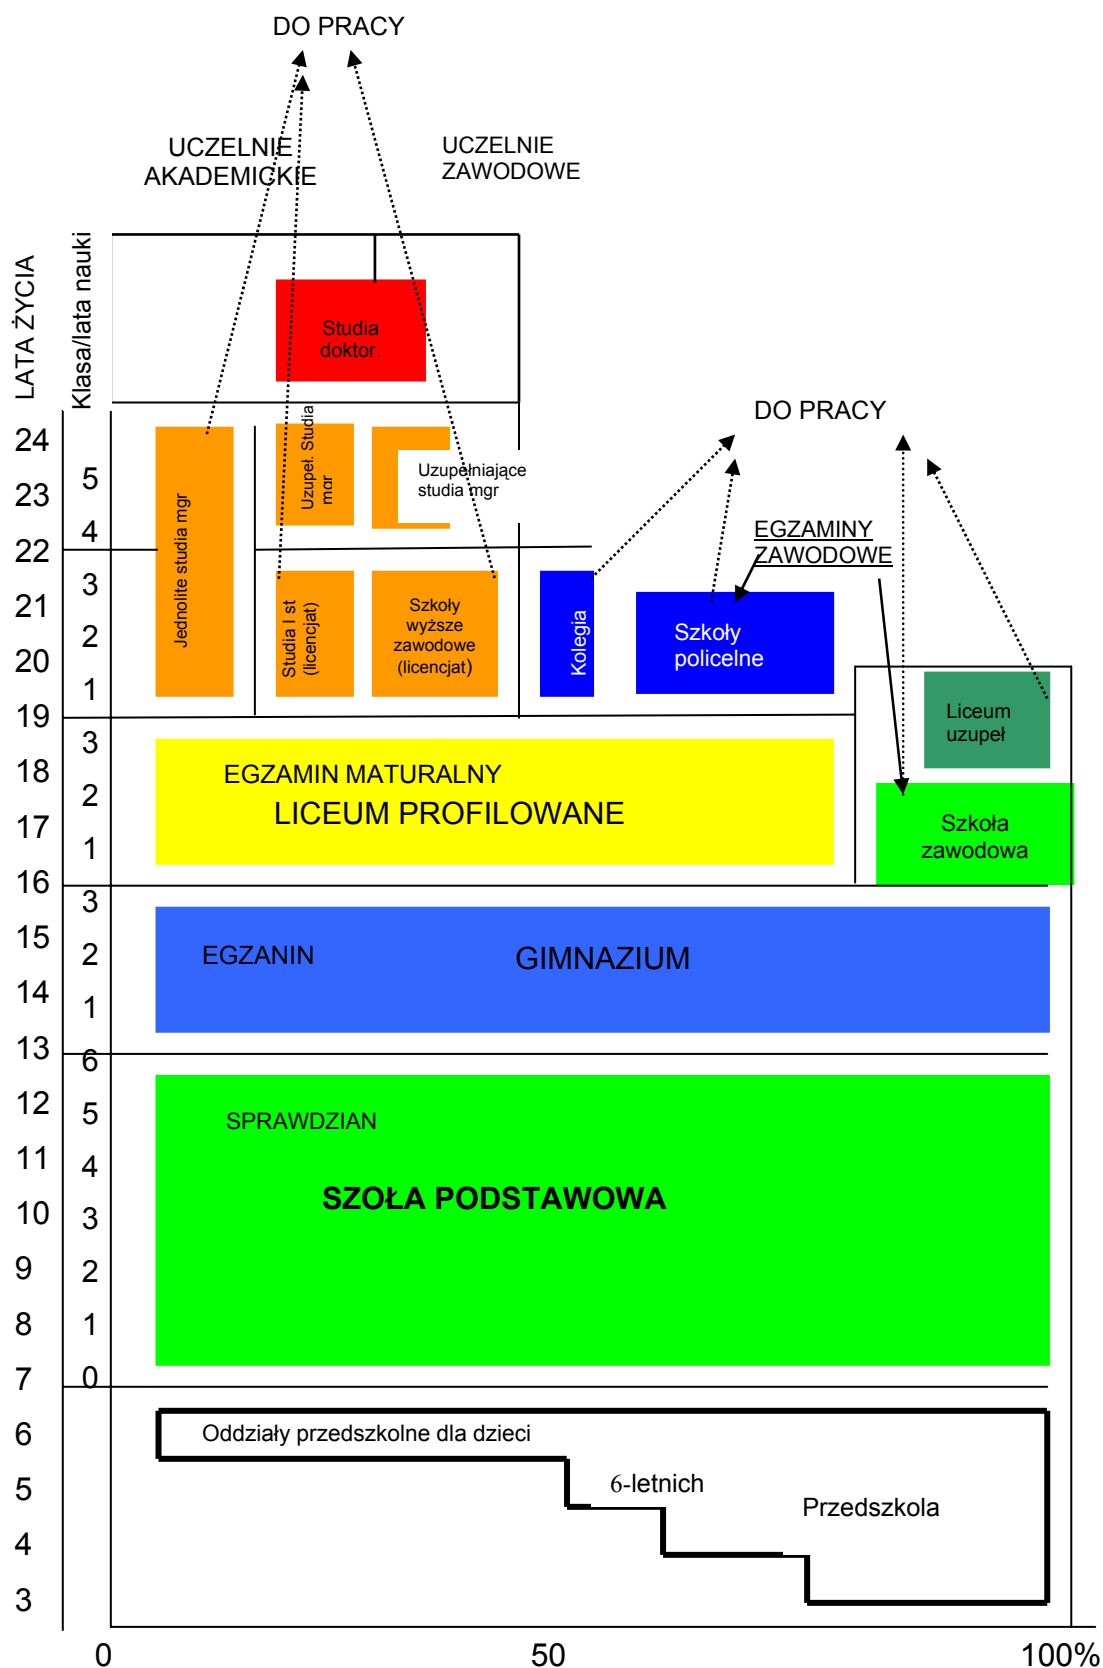 DO PRACY
UCZELNIE
AKADEMICKIE
UCZELNIE
ZAWODOWE
LATA ŻYCIA
Klasa/lata nauki
Studia
doktor.
DO PRACY
24
23
22
21
20
19
18
17
16
15
14
13
12
11
10
9
8
7
6
5
4
3
5
4
3
2
1
3
2
1
3
2
1
6
5
4
3
2
1
0
Jednolite studia mgr
Uzupeł. Studia
mgr
Uzupełniające
studia mgr
EGZAMINY
ZAWODOWE
Studia I st
(licencjat)
Szkoły
wyższe
zawodowe
(licencjat)
Kolegia
Szkoły
policelne
Liceum
uzupeł
EGZAMIN MATURALNY
LICEUM PROFILOWANE
Szkoła
zawodowa
EGZANIN
GIMNAZJUM
SPRAWDZIAN
SZOŁA PODSTAWOWA
Oddziały przedszkolne dla dzieci
6-letnich
Przedszkola
0
50
100%